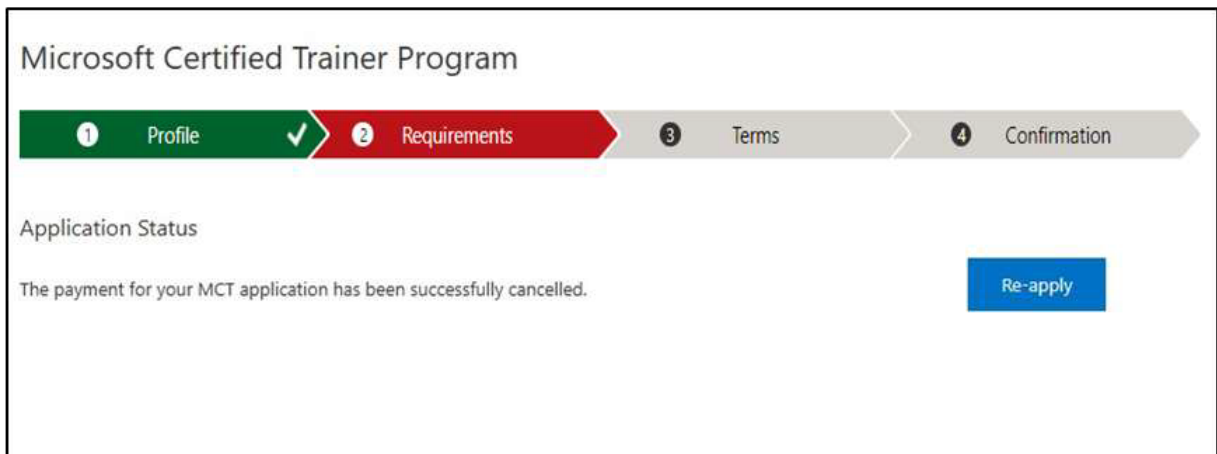 Microsoft Certified Trainer Program
1 Profile 2 Requirements 3 Terms 4 Confirmation
Application Status
The payment for your MCT application has been successfully cancelled.
Re-apply